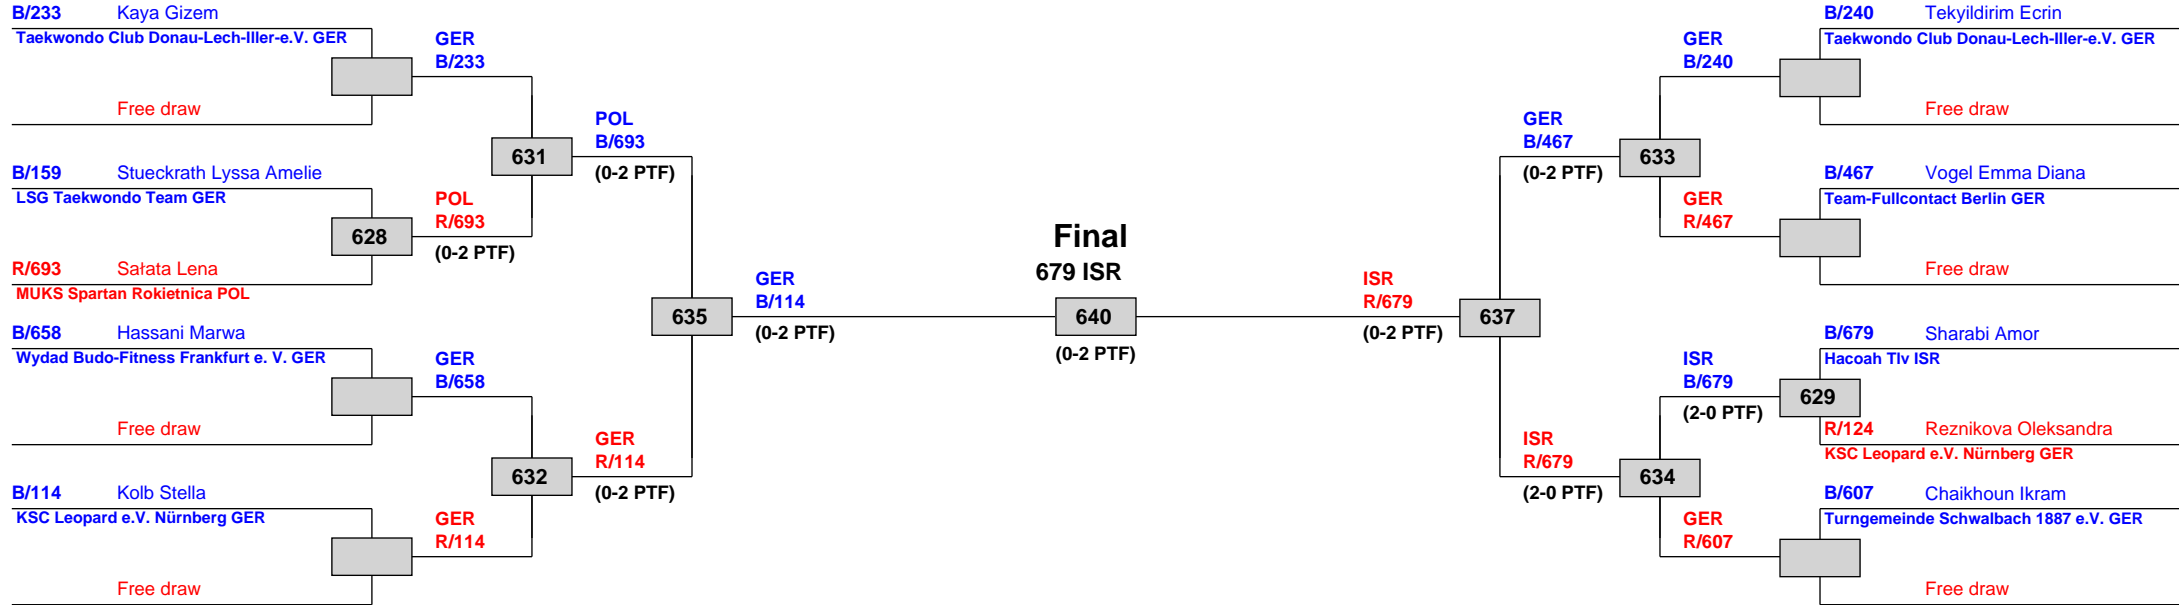 B/233 Kaya Gizem
Taekwondo Club Donau-Lech-Iller-e.V. GER
Free draw
GER
B/233
B/159 Stueckrath Lyssa Amelie
LSG Taekwondo Team GER
628
R/693 Sałata Lena
MUKS Spartan Rokietnica POL
POL
R/693
(0-2 PTF)
631
POL
B/693
(0-2 PTF)
B/658 Hassani Marwa
Wydad Budo-Fitness Frankfurt e. V. GER
Free draw
GER
B/658
B/114 Kolb Stella
KSC Leopard e.V. Nürnberg GER
Free draw
GER
R/114
632
GER
R/114
(0-2 PTF)
635
GER
B/114
(0-2 PTF)
Final
679 ISR
640
(0-2 PTF)
ISR
R/679
(0-2 PTF)
637
GER
B/467
(0-2 PTF)
633
GER
B/240
B/240 Tekyildirim Ecrin
Taekwondo Club Donau-Lech-Iller-e.V. GER
Free draw
GER
R/467
B/467 Vogel Emma Diana
Team-Fullcontact Berlin GER
Free draw
ISR
R/679
(2-0 PTF)
634
ISR
B/679
(2-0 PTF)
B/679 Sharabi Amor
Hacoah Tlv ISR
629
R/124 Reznikova Oleksandra
KSC Leopard e.V. Nürnberg GER
GER
R/607
B/607 Chaikhoun Ikram
Turngemeinde Schwalbach 1887 e.V. GER
Free draw